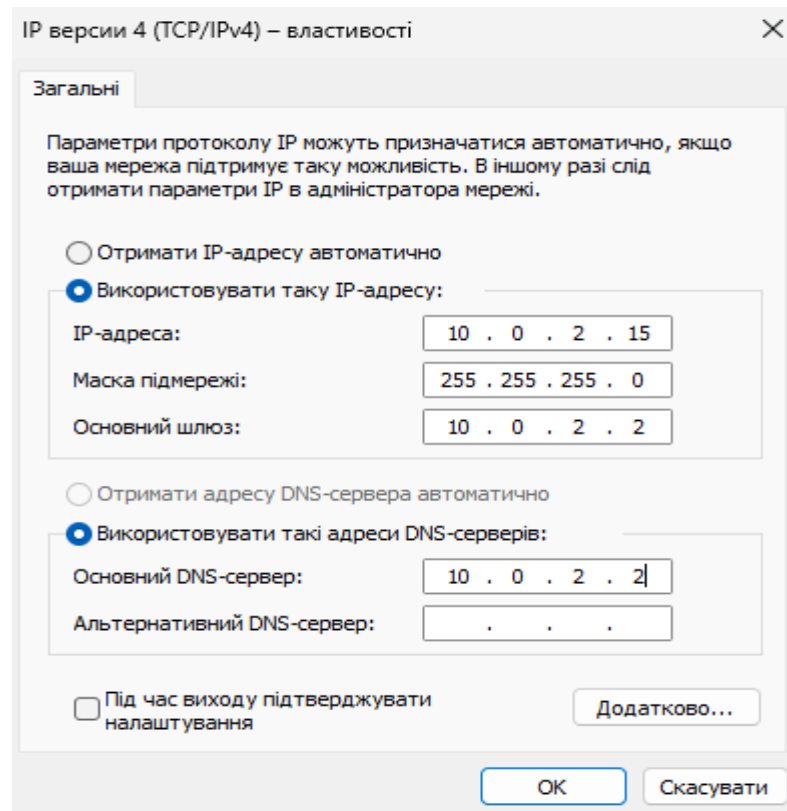 IP версии 4 (TCP/IPv4) – властивості
Загальні
Параметри протоколу IP можуть призначатися автоматично, якщо
ваша мережа підтримує таку можливість. В іншому разі слід
отримати параметри IP в адміністратора мережі.
Отримати IP-адресу автоматично
Використовувати таку IP-адресу:
IP-адреса: 10 . 0 . 2 . 15
Маска підмережі: 255 . 255 . 255 . 0
Основний шлюз: 10 . 0 . 2 . 2
Отримати адресу DNS-сервера автоматично
Використовувати такі адреси DNS-серверів:
Основний DNS-сервер: 10 . 0 . 2 . 2
Альтернативний DNS-сервер: . . .
Під час виходу підтверджувати
налаштування
Додатково...
ОК Скасувати